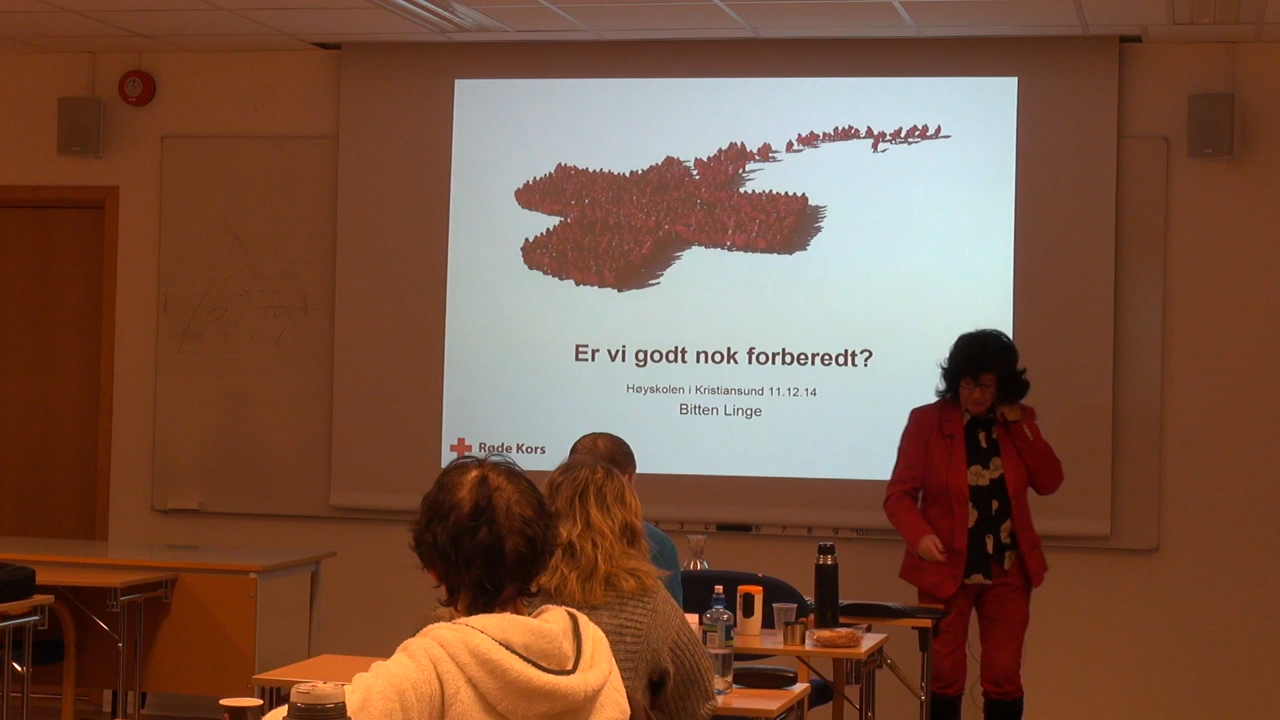 Er vi godt nok forberedt?
Høyskolen i Kristiansund 11.12.14
Bitten Linge
Røde Kors